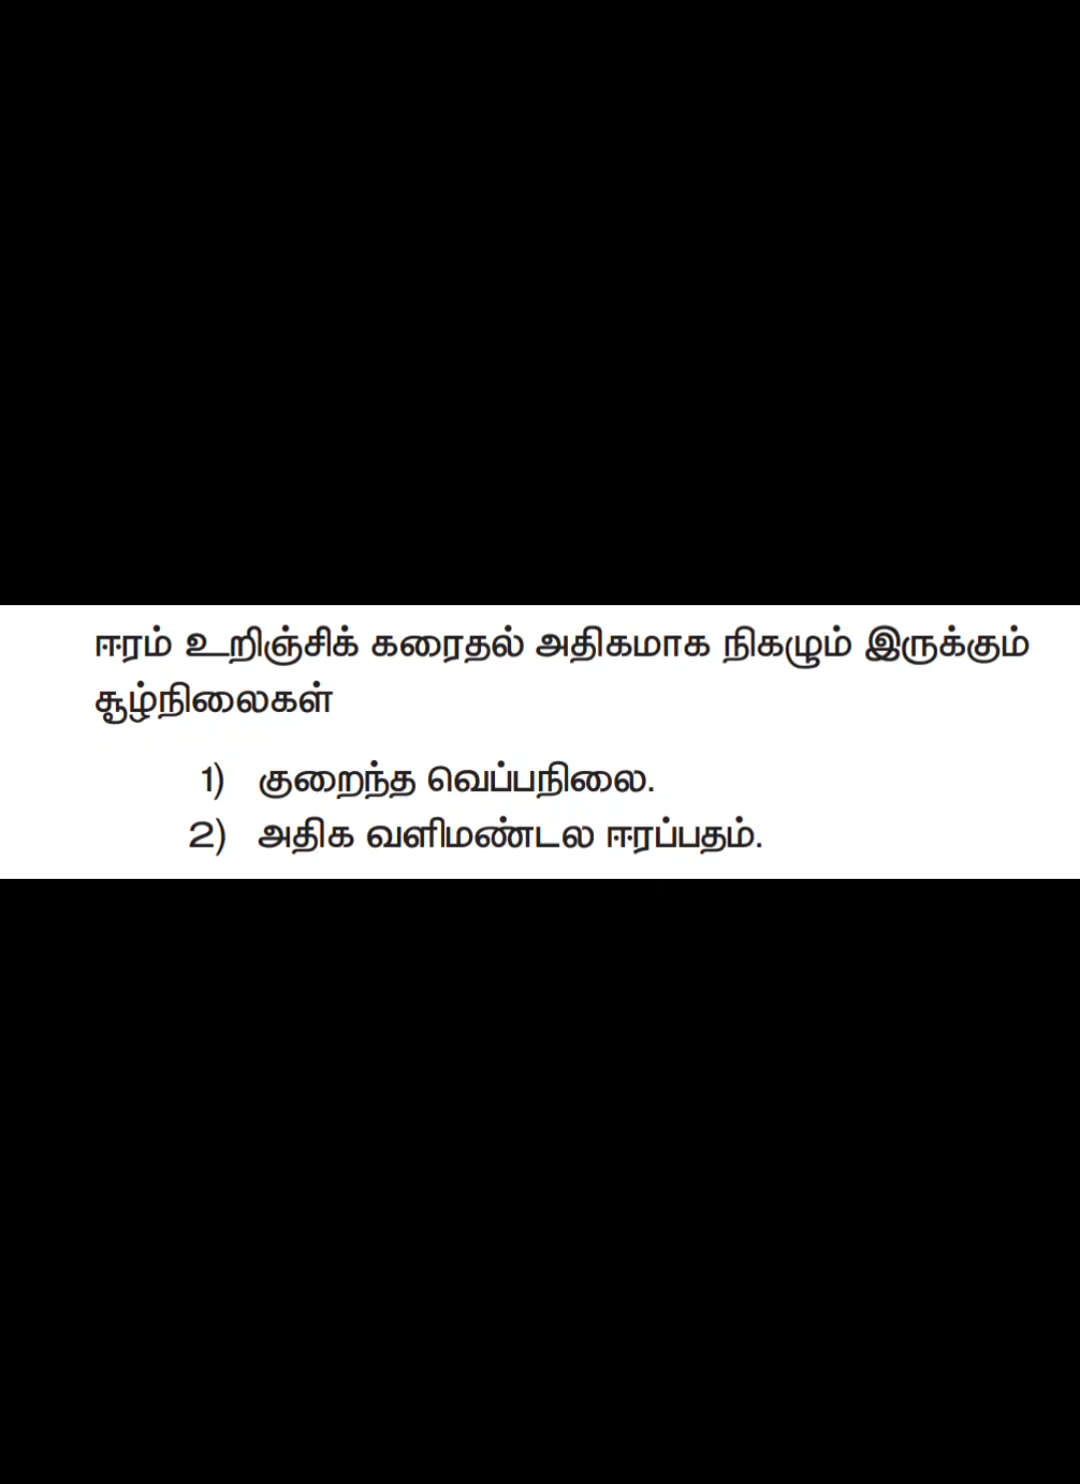 ஈரம் உறிஞ்சிக் கரைதல் அதிகமாக நிகழும் இருக்கும்
சூழ்நிலைகள்
1) குறைந்த வெப்பநிலை.
2) அதிக வளிமண்டல ஈரப்பதம்.